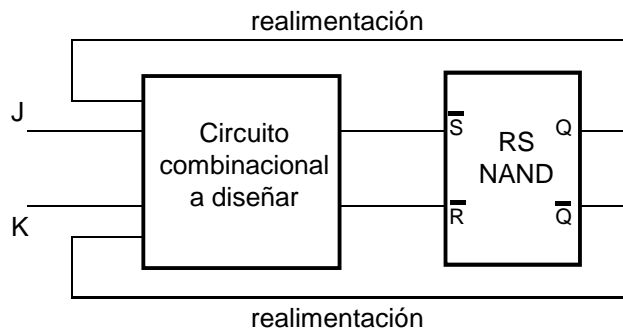 realimentación
J
K
Circuito
combinacional
a diseñar
S̅
R̅
RS
NAND
Q
Q̅
realimentación